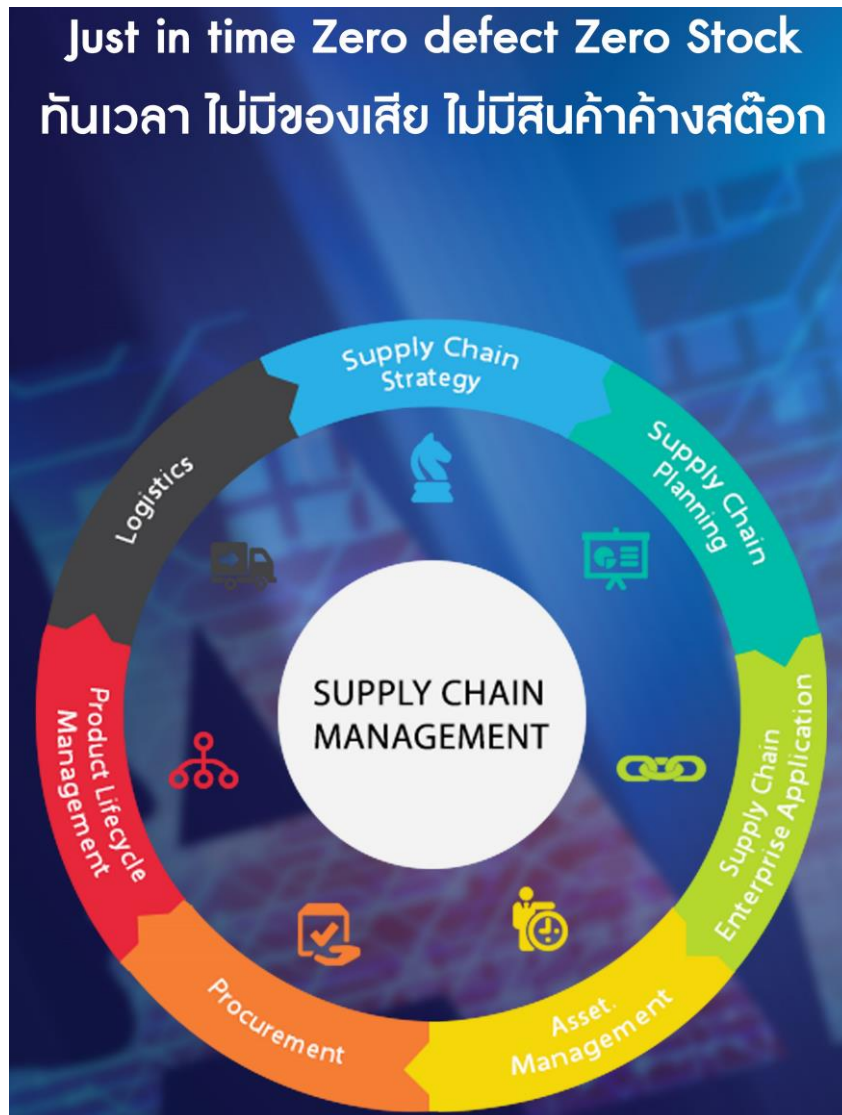 Just in time Zero defect Zero Stock
ทันเวลา ไม่มีของเสีย ไม่มีสินค้าค้างสต๊อก
Supply Chain
Strategy
Supply Chain
Planning
Supply Chain
Enterprise Application
Asset.
Management
Procurement
Product Lifecycle
Management
Logistics
SUPPLY CHAIN
MANAGEMENT